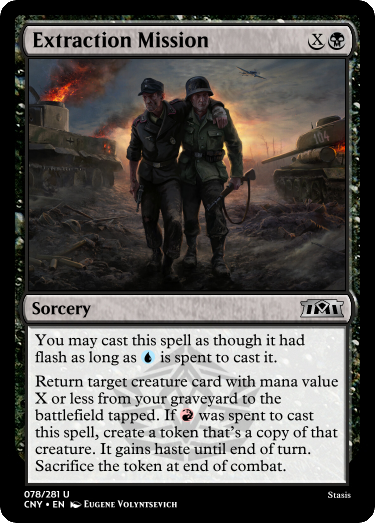 Extraction Mission X
Sorcery
You may cast this spell as though it had
flash as long as is spent to cast it.
Return target creature card with mana value
X or less from your graveyard to the
battlefield tapped. If was spent to cast
this spell, create a token that's a copy of that
creature. It gains haste until end of turn.
Sacrifice the token at end of combat.
078/281 U
Stasis
CNY • EN EUGENE VOLYNTSEVICH